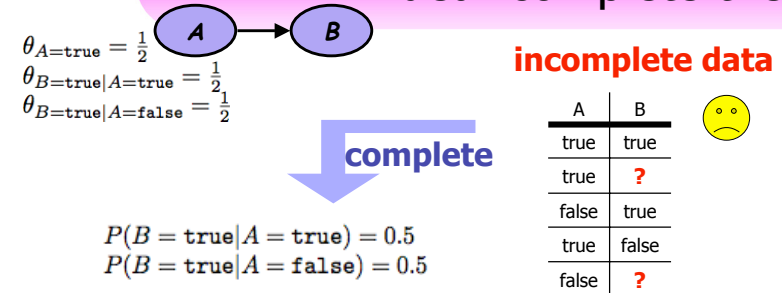 A B
θ_{A=true} = 1/2
θ_{B=true|A=true} = 1/2
θ_{B=true|A=false} = 1/2
incomplete data
A B
true true
true ?
false true
true false
false ?
complete
P(B = true|A = true) = 0.5
P(B = true|A = false) = 0.5